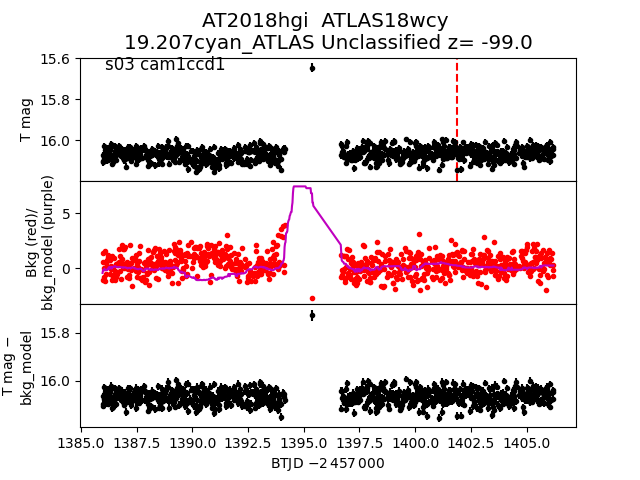 AT2018hgi  ATLAS18wcy
19.207cyan_ATLAS Unclassified z= -99.0
s03 cam1ccd1
15.6
15.8
16.0
T mag
5
0
Bkg (red)/
bkg_model (purple)
15.8
16.0
T mag −
bkg_model
1385.0 1387.5 1390.0 1392.5 1395.0 1397.5 1400.0 1402.5 1405.0
BTJD −2 457 000